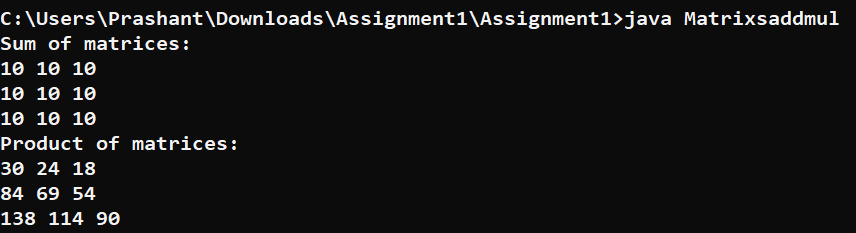 C:\Users\Prashant\Downloads\Assignment1\Assignment1>java Matrixsaddmul
Sum of matrices:
10 10 10
10 10 10
10 10 10
Product of matrices:
30 24 18
84 69 54
138 114 90